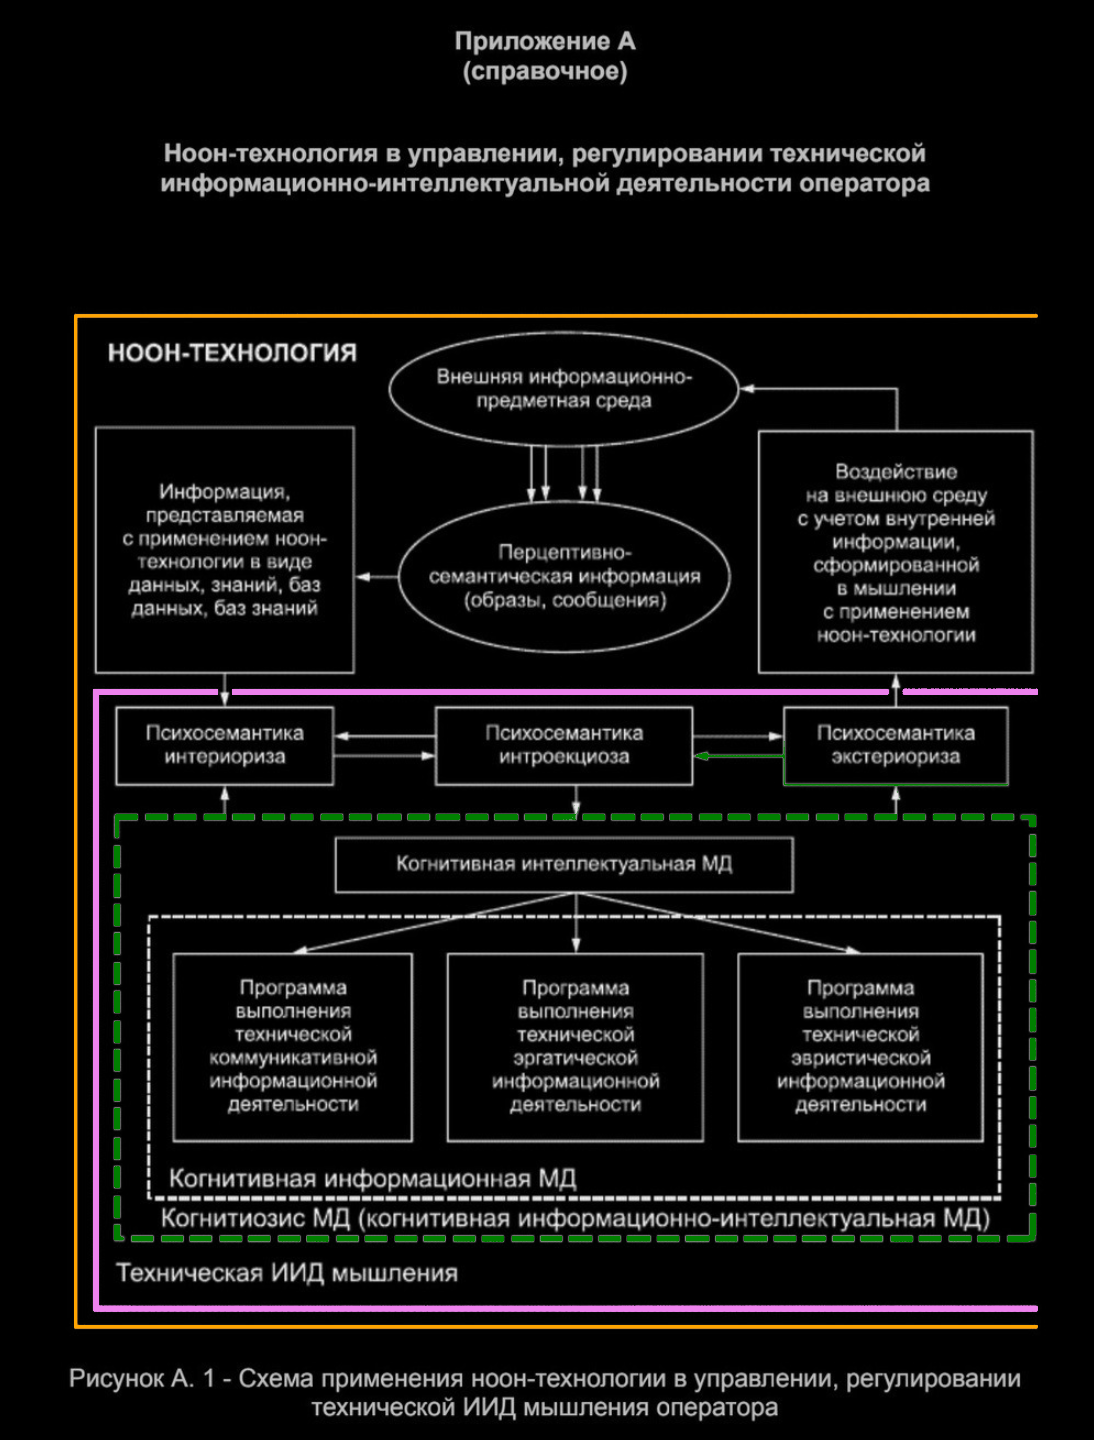 Приложение А
(справочное)
Ноон-технология в управлении, регулировании технической
информационно-интеллектуальной деятельности оператора
НООН-ТЕХНОЛОГИЯ
Внешняя информационно-
предметная среда
Информация,
представляемая
с применением ноон-
технологии в виде
данных, знаний, баз
данных, баз знаний
Перцептивно-
семантическая информация
(образы, сообщения)
Воздействие
на внешнюю среду
с учетом внутренней
информации,
сформированной
в мышлении
с применением
ноон-технологии
Психосемантика
интериориза
Психосемантика
интроекциоза
Психосемантика
экстериориза
Когнитивная интеллектуальная МД
Программа
выполнения
технической
коммуникативной
информационной
деятельности
Программа
выполнения
технической
эргатической
информационной
деятельности
Программа
выполнения
технической
эвристической
информационной
деятельности
Когнитивная информационная МД
Когнитиозис МД (когнитивная информационно-интеллектуальная МД)
Техническая ИИД мышления
Рисунок А. 1 - Схема применения ноон-технологии в управлении, регулировании
технической ИИД мышления оператора